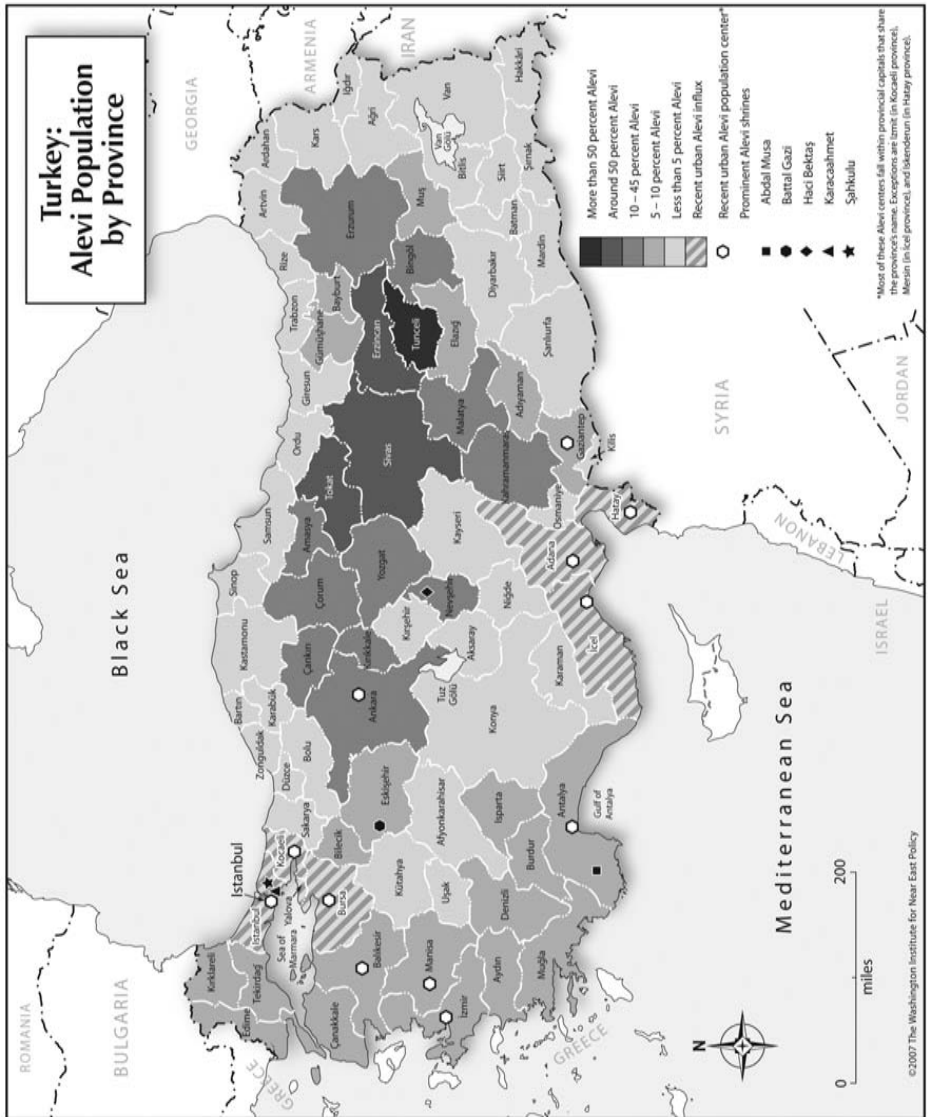 Turkey:
Alevi Population
by Province
ROMANIA
BULGARIA
GREECE
GREECE
GEORGIA
ARMENIA
IRAN
SYRIA
JORDAN
LEBANON
ISRAEL
Black Sea
Mediterranean Sea
Sea of
Marmara
Gulf of
Antalya
Istanbul
Kırklareli
Edirne
Tekirdağ
Istanbul
Kocaeli
Yalova
Sakarya
Düzce
Zonguldak
Bartın
Karabük
Kastamonu
Sinop
Samsun
Ordu
Giresun
Trabzon
Rize
Artvin
Ardahan
Kars
Iğdır
Ağrı
Çanakkale
Balıkesir
Bursa
Bilecik
Bolu
Çankırı
Çorum
Amasya
Tokat
Gümüşhane
Bayburt
Erzurum
Eskişehir
Ankara
Kırıkkale
Yozgat
Sivas
Erzincan
Tunceli
Bingöl
Muş
Van
Van
Gölü
Bitlis
Kütahya
Manisa
Izmir
Uşak
Afyonkarahisar
Kırşehir
Nevşehir
Kayseri
Malatya
Elazığ
Diyarbakır
Batman
Siirt
Şırnak
Hakkâri
Tuz
Gölü
Aksaray
Konya
Niğde
Aydın
Denizli
Isparta
Burdur
Muğla
Antalya
Karaman
İçel
Adana
Osmaniye
Hatay
Kahramanmaraş
Adıyaman
Gaziantep
Kilis
Şanlıurfa
Mardin
More than 50 percent Alevi
Around 50 percent Alevi
10 – 45 percent Alevi
5 – 10 percent Alevi
Less than 5 percent Alevi
Recent urban Alevi influx
Recent urban Alevi population center*
Prominent Alevi shrines
Abdal Musa
Battal Gazi
Haci Bektaş
Karacaahmet
Şahkulu
*Most of these Alevi centers fall within provincial capitals that share
the province's name. Exceptions are Izmit (in Kocaeli province),
Mersin (in İcel province), and Iskenderun (in Hatay province).
N
0 200
miles
©2007 The Washington Institute for Near East Policy